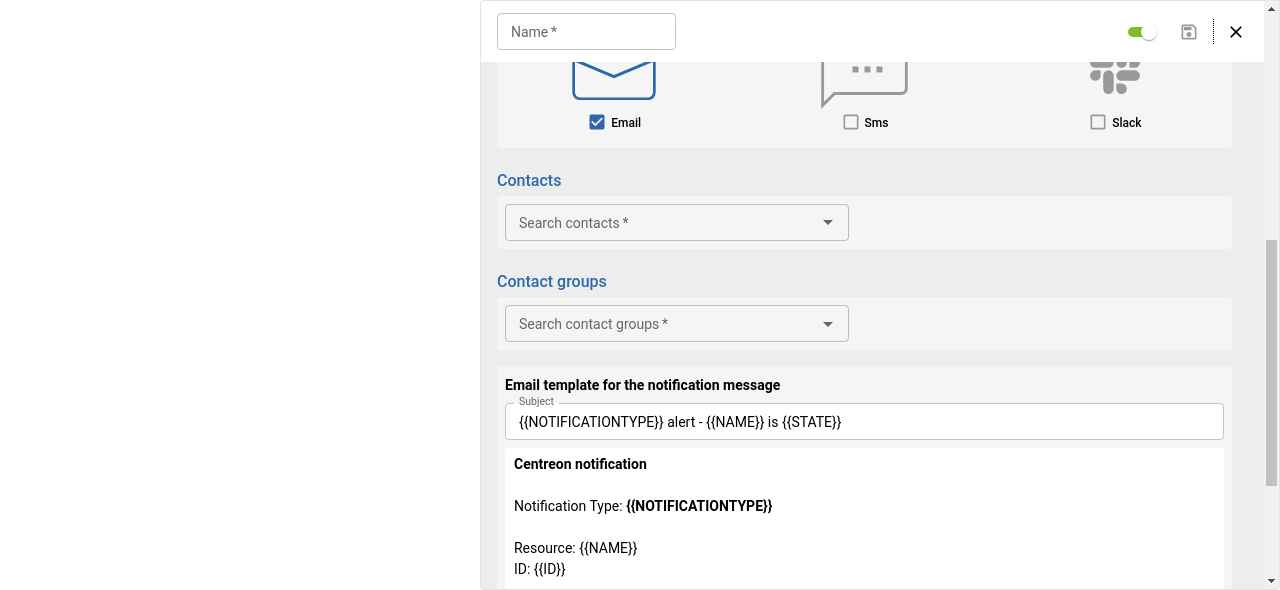 Name *
Email
Sms
Slack
Contacts
Search contacts *
Contact groups
Search contact groups *
Email template for the notification message
Subject
{{NOTIFICATIONTYPE}} alert - {{NAME}} is {{STATE}}
Centreon notification
Notification Type: {{NOTIFICATIONTYPE}}
Resource: {{NAME}}
ID: {{ID}}